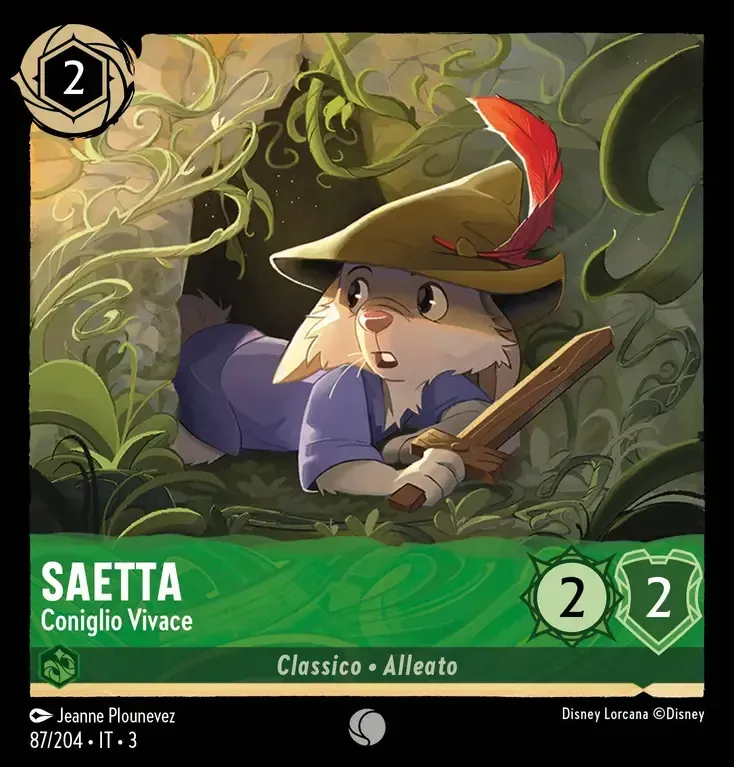 2
SAETTA
Coniglio Vivace
2
2
Classico • Alleato
Jeanne Plounevez
Disney Lorcana ©Disney
87/204 • IT • 3